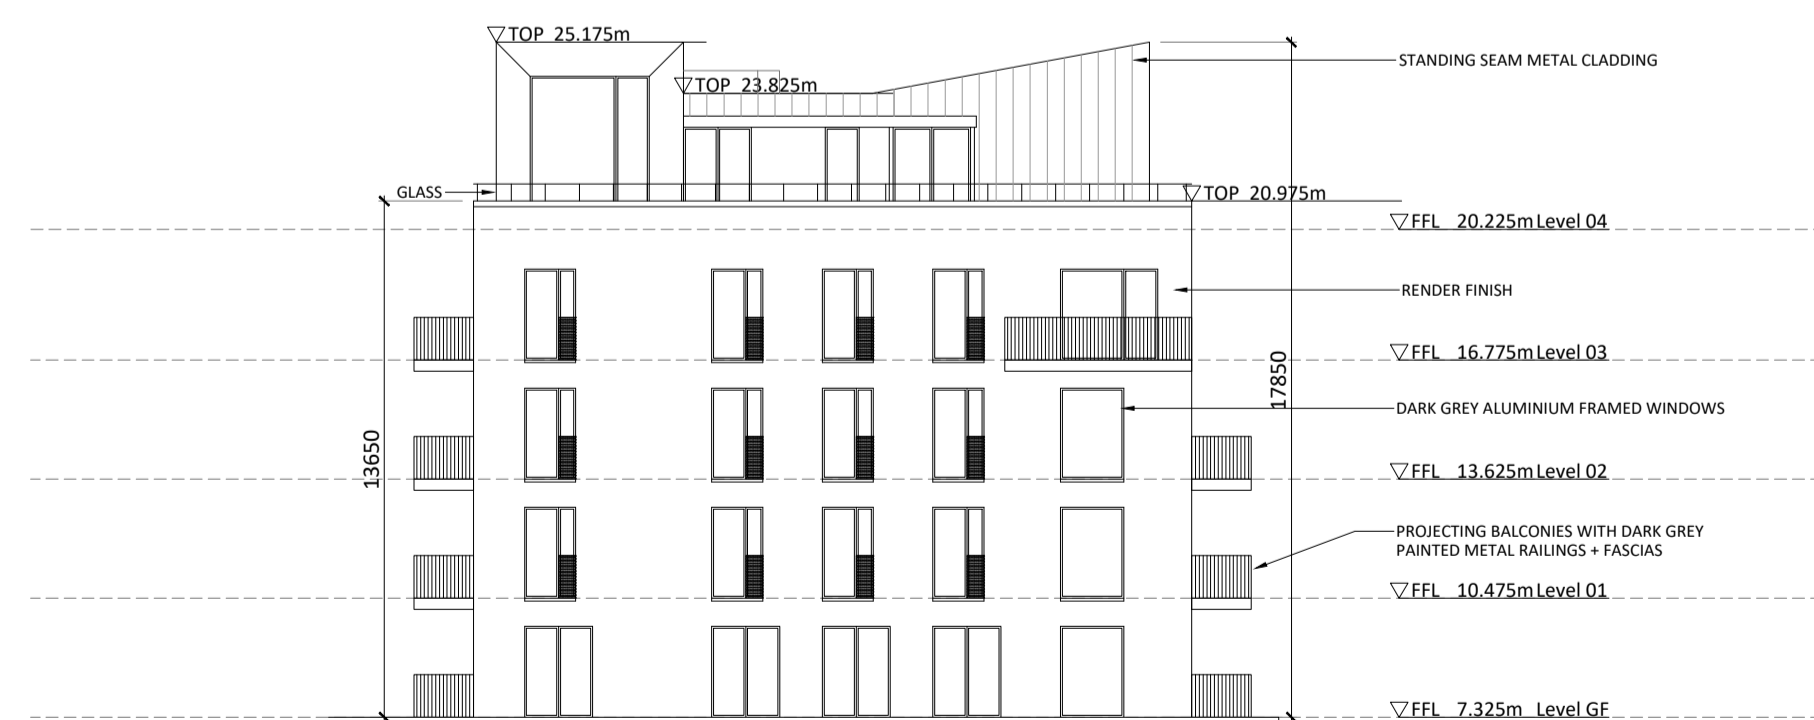 TOP 25.175m
STANDING SEAM METAL CLADDING
TOP 23.825m
GLASS
TOP 20.975m
FFL 20.225m Level 04
RENDER FINISH
FFL 16.775m Level 03
17850
DARK GREY ALUMINIUM FRAMED WINDOWS
13650
FFL 13.625m Level 02
PROJECTING BALCONIES WITH DARK GREY
PAINTED METAL RAILINGS + FASCIAS
FFL 10.475m Level 01
FFL 7.325m Level GF